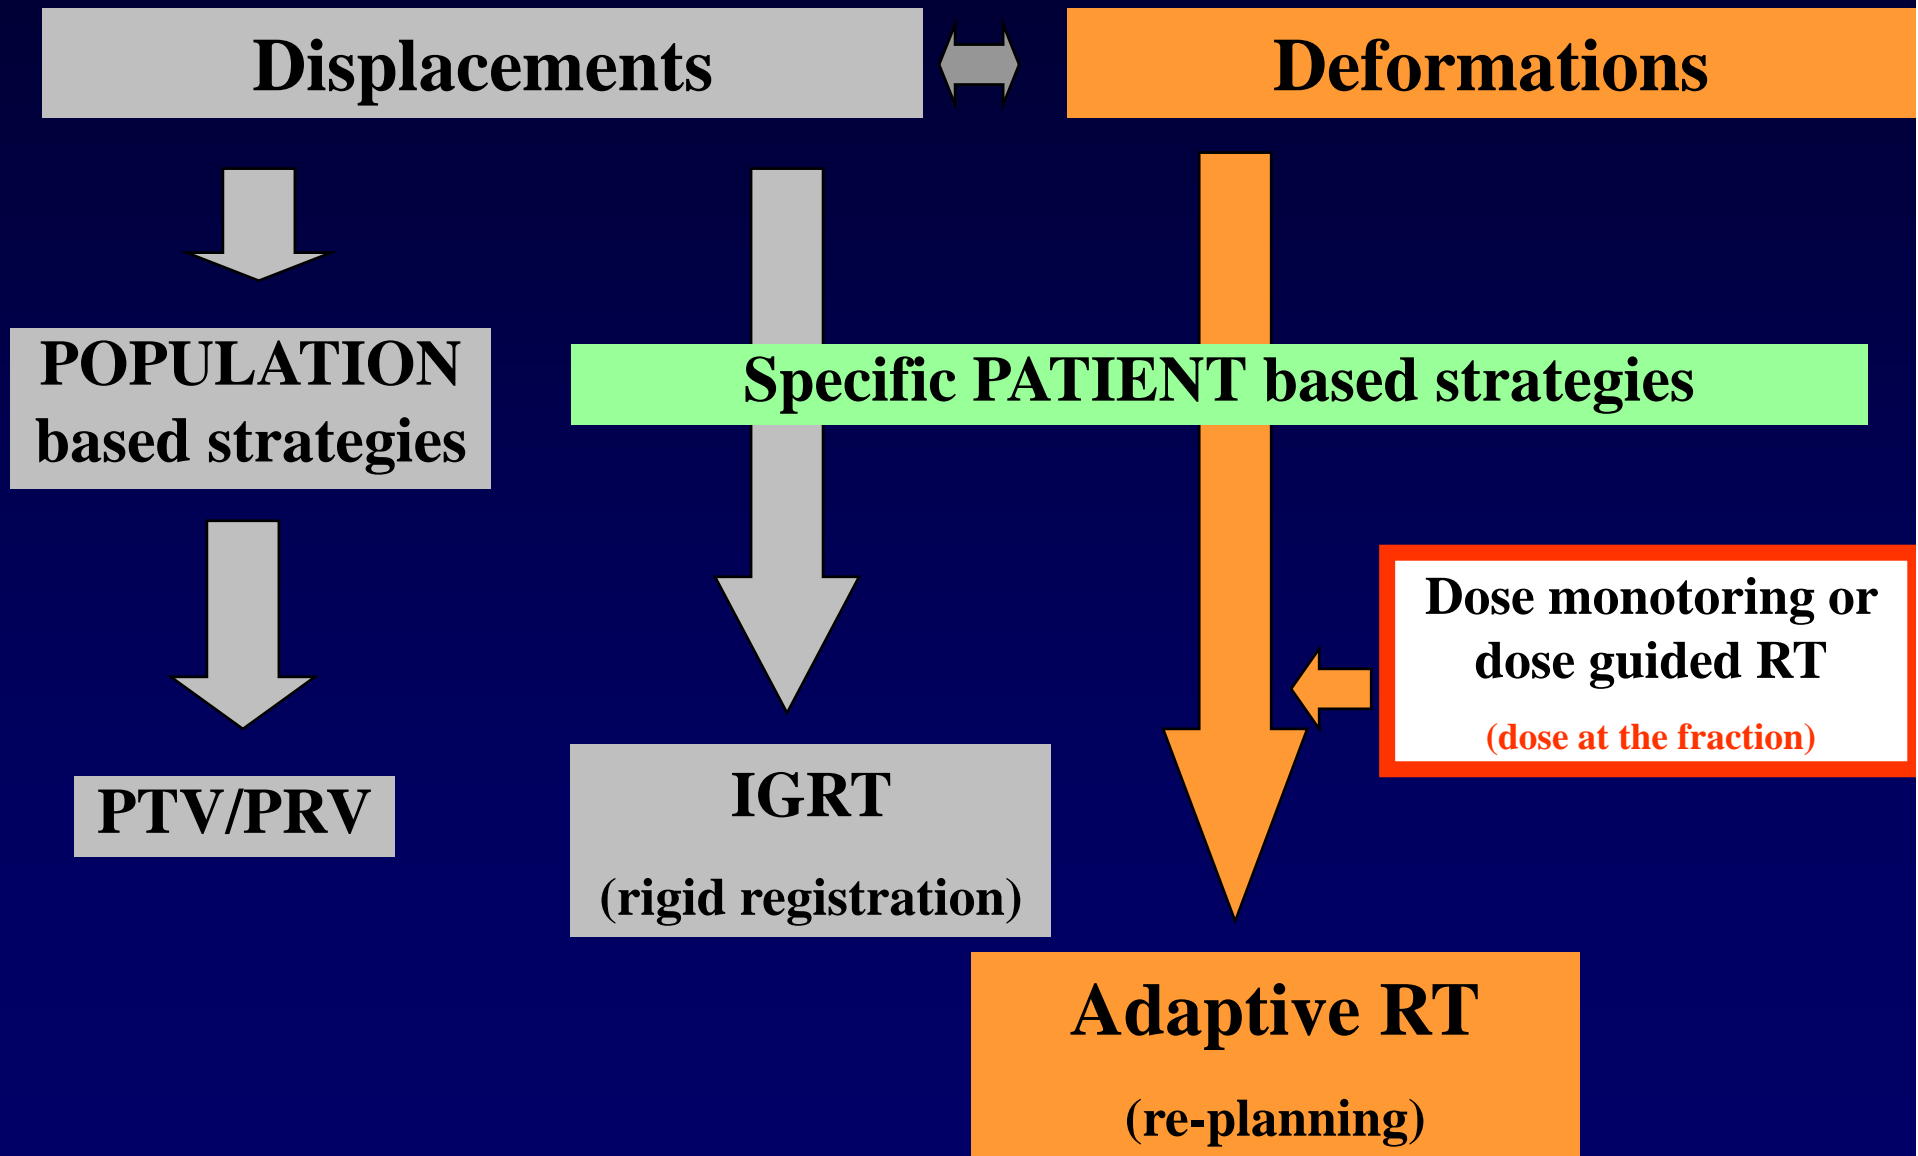 Displacements
Deformations
POPULATION
based strategies
Specific PATIENT based strategies
Dose monotoring or
dose guided RT
(dose at the fraction)
PTV/PRV
IGRT
(rigid registration)
Adaptive RT
(re-planning)